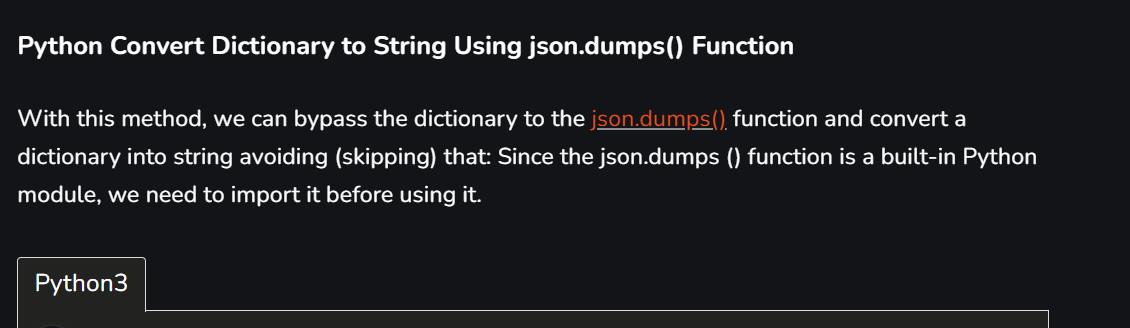 Python Convert Dictionary to String Using json.dumps() Function
With this method, we can bypass the dictionary to the json.dumps() function and convert a
dictionary into string avoiding (skipping) that: Since the json.dumps () function is a built-in Python
module, we need to import it before using it.
Python3